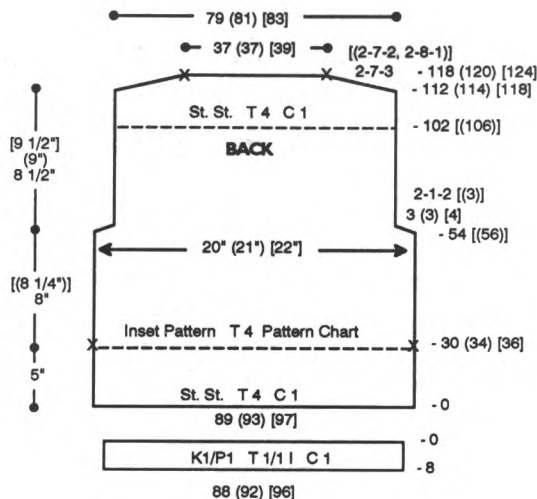 79 (81) [83]
37 (37) [39]
[(2-7-2, 2-8-1)]
2-7-3
- 118 (120) [124]
- 112 (114) [118]
St. St. T 4 C 1
- 102 [(106)]
BACK
[9 1/2"]
(9")
8 1/2"
2-1-2 [(3)]
3 (3) [4]
- 54 [(56)]
20" (21") [22"]
[(8 1/4")]
8"
Inset Pattern T 4 Pattern Chart
- 30 (34) [36]
5"
St. St. T 4 C 1
- 0
89 (93) [97]
- 0
K1/P1 T 1/1 I C 1
- 8
88 (92) [96]